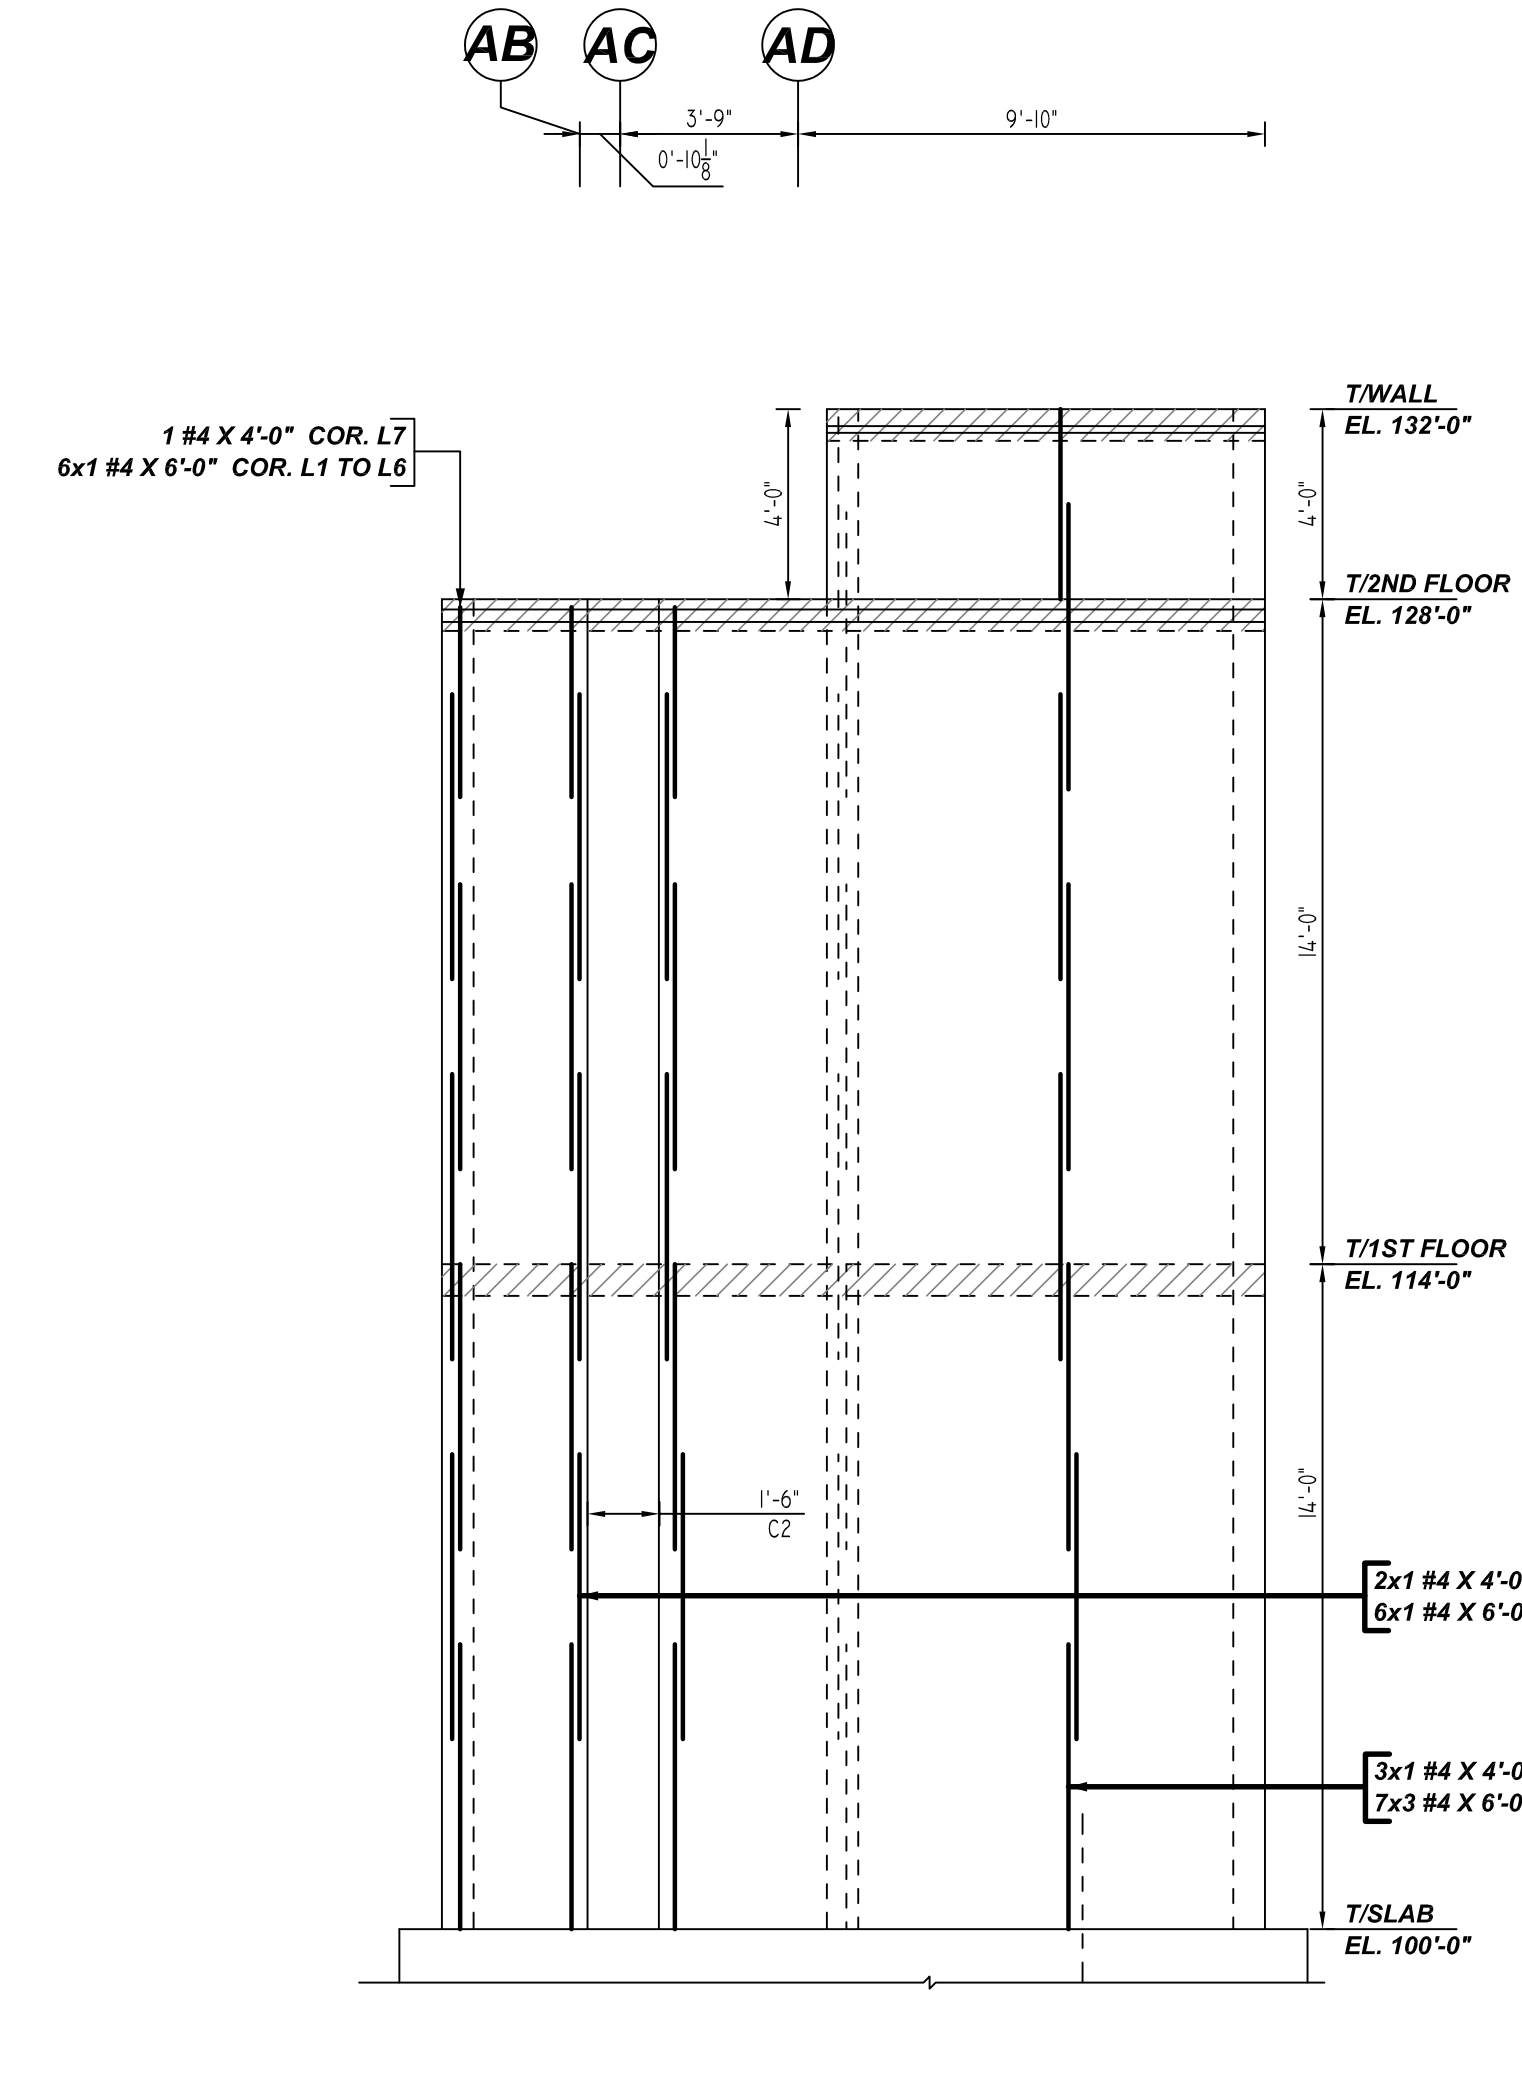 AB AC AD
3'-9" 9'-10"
0'-10 1/8"
T/WALL
EL. 132'-0"
1 #4 X 4'-0" COR. L7
6x1 #4 X 6'-0" COR. L1 TO L6
4'-0" 4'-0"
T/2ND FLOOR
EL. 128'-0"
14'-0"
T/1ST FLOOR
EL. 114'-0"
1'-6"
C2
14'-0"
2x1 #4 X 4'-0
6x1 #4 X 6'-0
3x1 #4 X 4'-0
7x3 #4 X 6'-0
T/SLAB
EL. 100'-0"